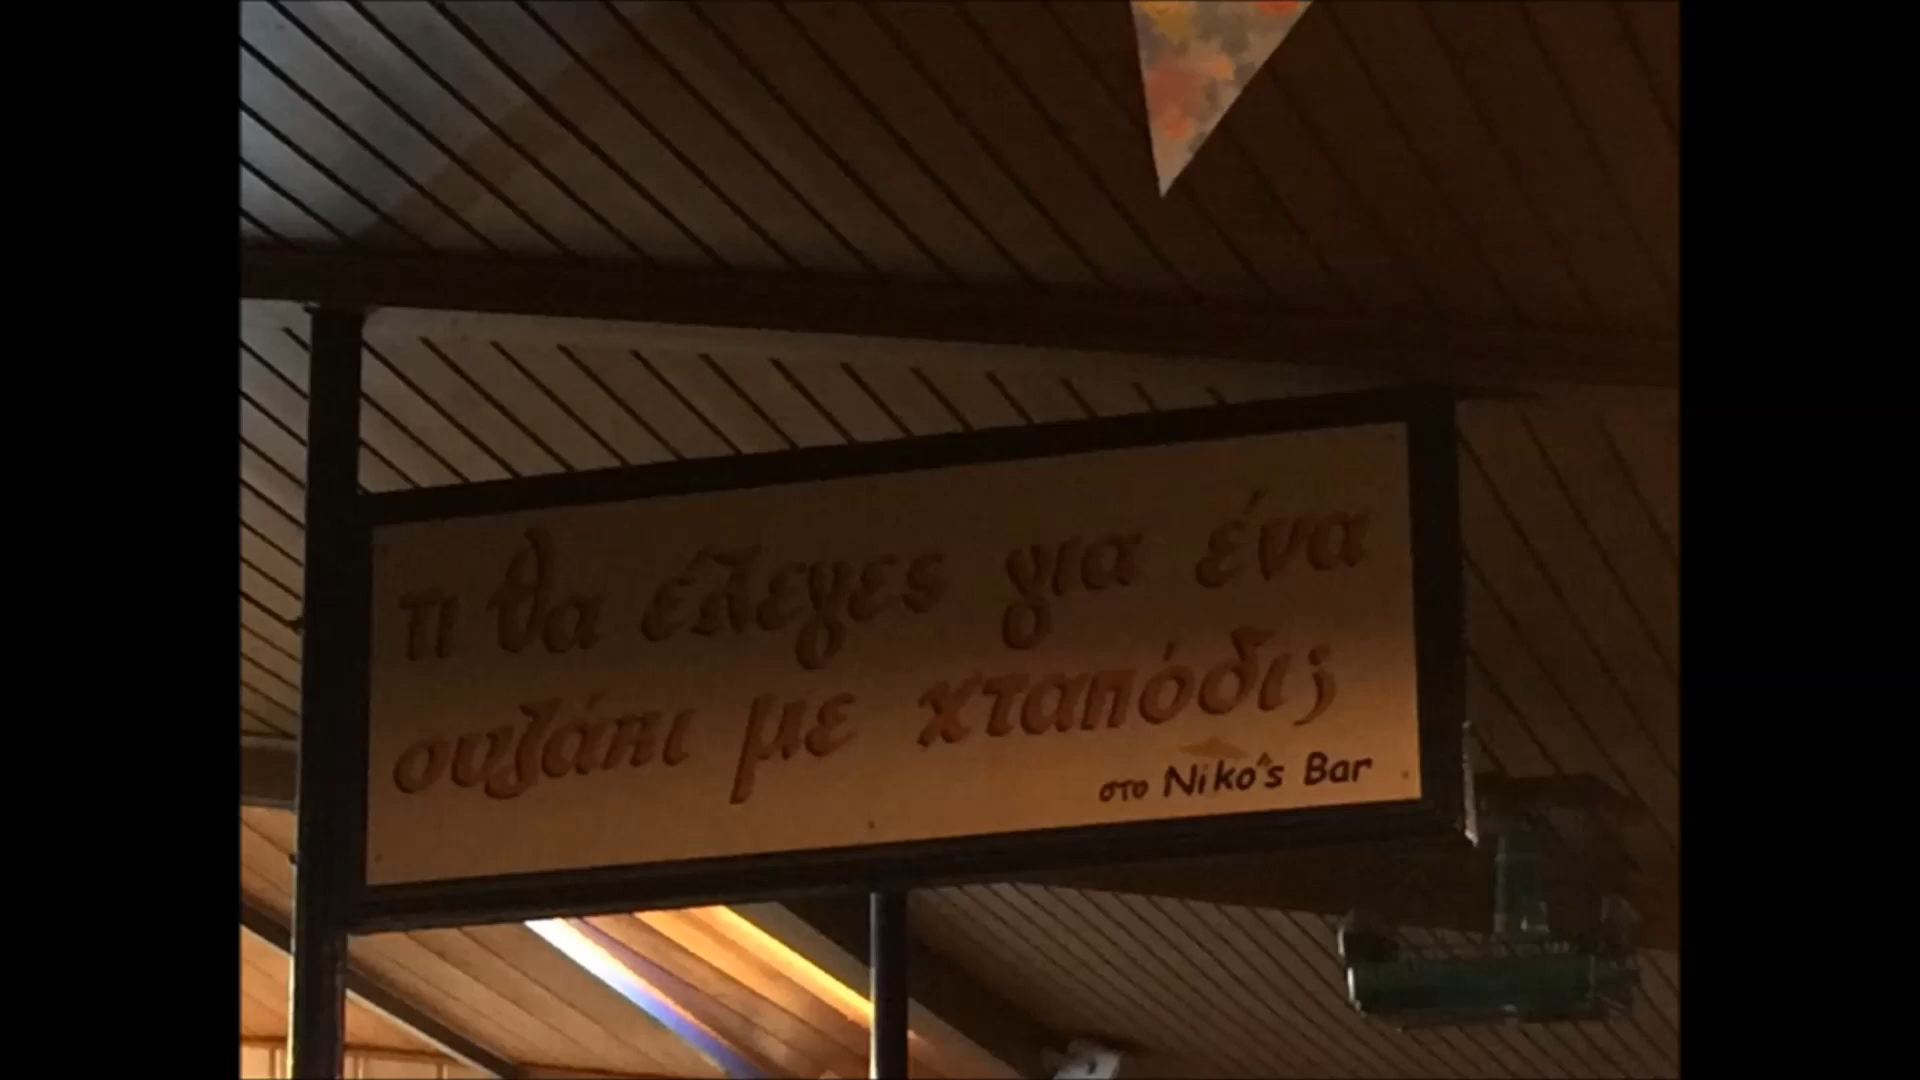 τι θα έλεγες για ένα
ουζάκι με χταπόδι;
στο Niko's Bar